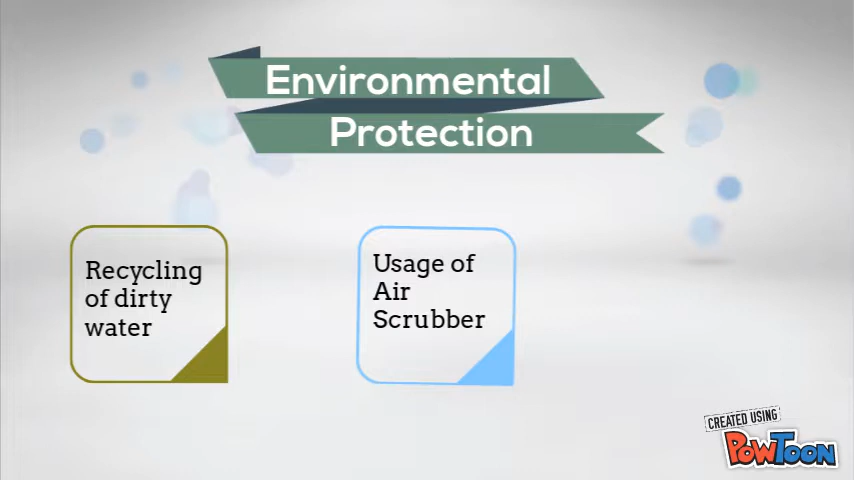 Environmental
Protection
Recycling
of dirty
water
Usage of
Air
Scrubber
CREATED USING
POWTOON